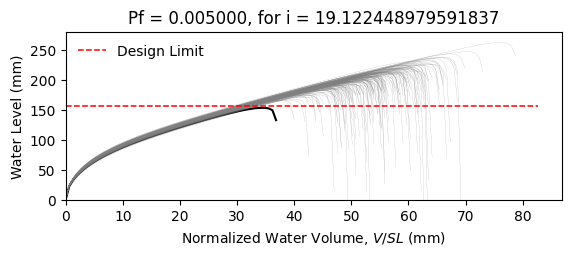 Pf = 0.005000, for i = 19.122448979591837
Design Limit
Water Level (mm)
250
200
150
100
50
0
0 10 20 30 40 50 60 70 80
Normalized Water Volume, V/SL (mm)